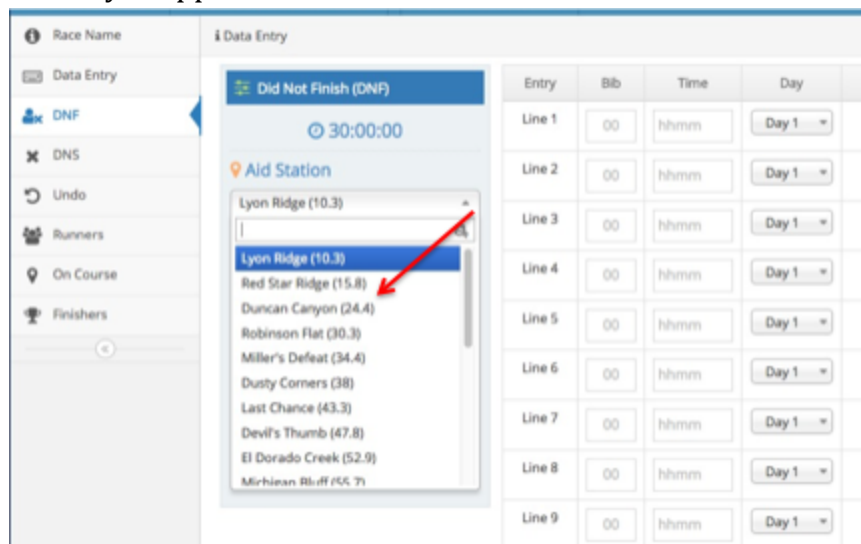 Race Name
Data Entry
DNF
DNS
Undo
Runners
On Course
Finishers
i Data Entry
Did Not Finish (DNF)
30:00:00
Aid Station
Lyon Ridge (10.3)
Lyon Ridge (10.3)
Red Star Ridge (15.8)
Duncan Canyon (24.4)
Robinson Flat (30.3)
Miller's Defeat (34.4)
Dusty Corners (38)
Last Chance (43.3)
Devil's Thumb (47.8)
El Dorado Creek (52.9)
Michigan Bluff (55.7)
Entry Bib Time Day
Line 1 00 hhmm Day 1
Line 2 00 hhmm Day 1
Line 3 00 hhmm Day 1
Line 4 00 hhmm Day 1
Line 5 00 hhmm Day 1
Line 6 00 hhmm Day 1
Line 7 00 hhmm Day 1
Line 8 00 hhmm Day 1
Line 9 00 hhmm Day 1